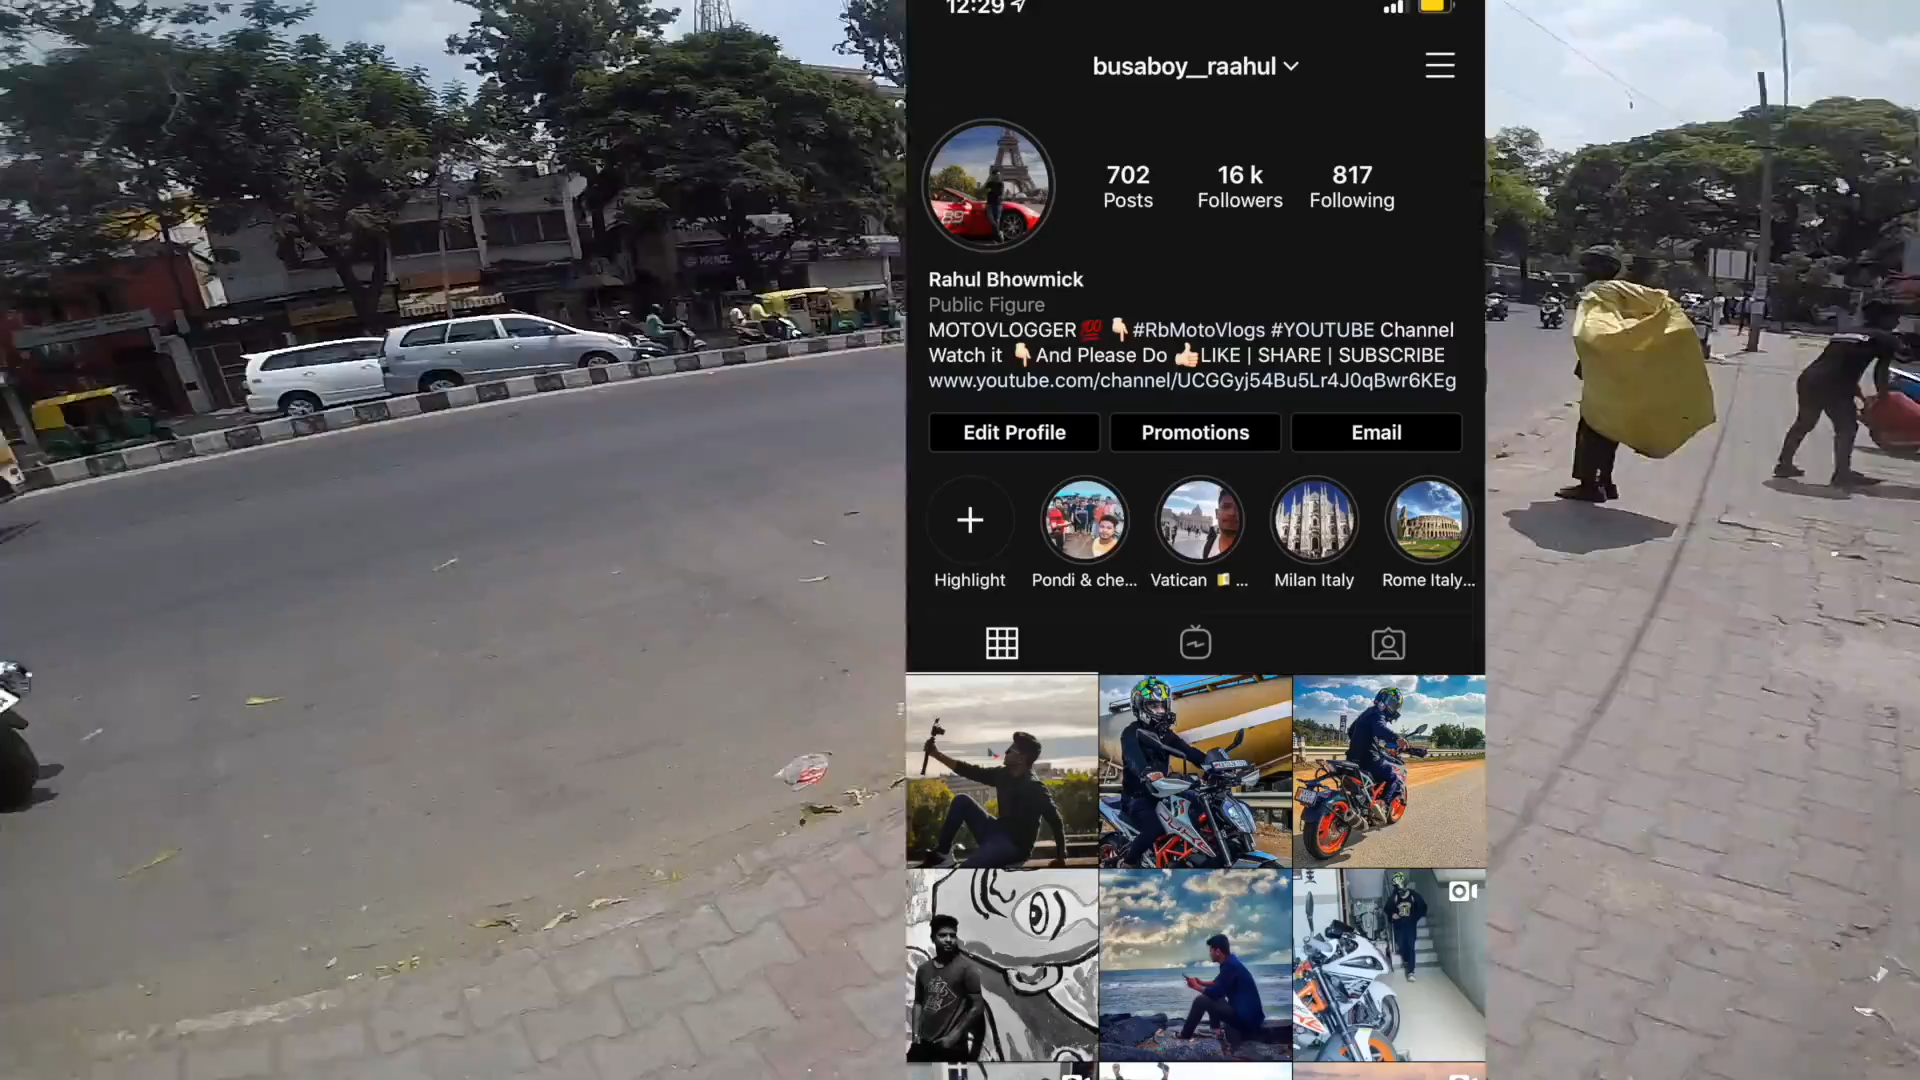 12:29
busaboy__raahul
702
Posts
16 k
Followers
817
Following
Rahul Bhowmick
Public Figure
MOTOVLOGGER💯 👇🏻#RbMotoVlogs #YOUTUBE Channel
Watch it 👇🏻And Please Do 👍🏻LIKE | SHARE | SUBSCRIBE
www.youtube.com/channel/UCGGyj54Bu5Lr4J0qBwr6KEg
Edit Profile
Promotions
Email
Highlight
Pondi & che...
Vatican 🇻🇦 ...
Milan Italy
Rome Italy...
89